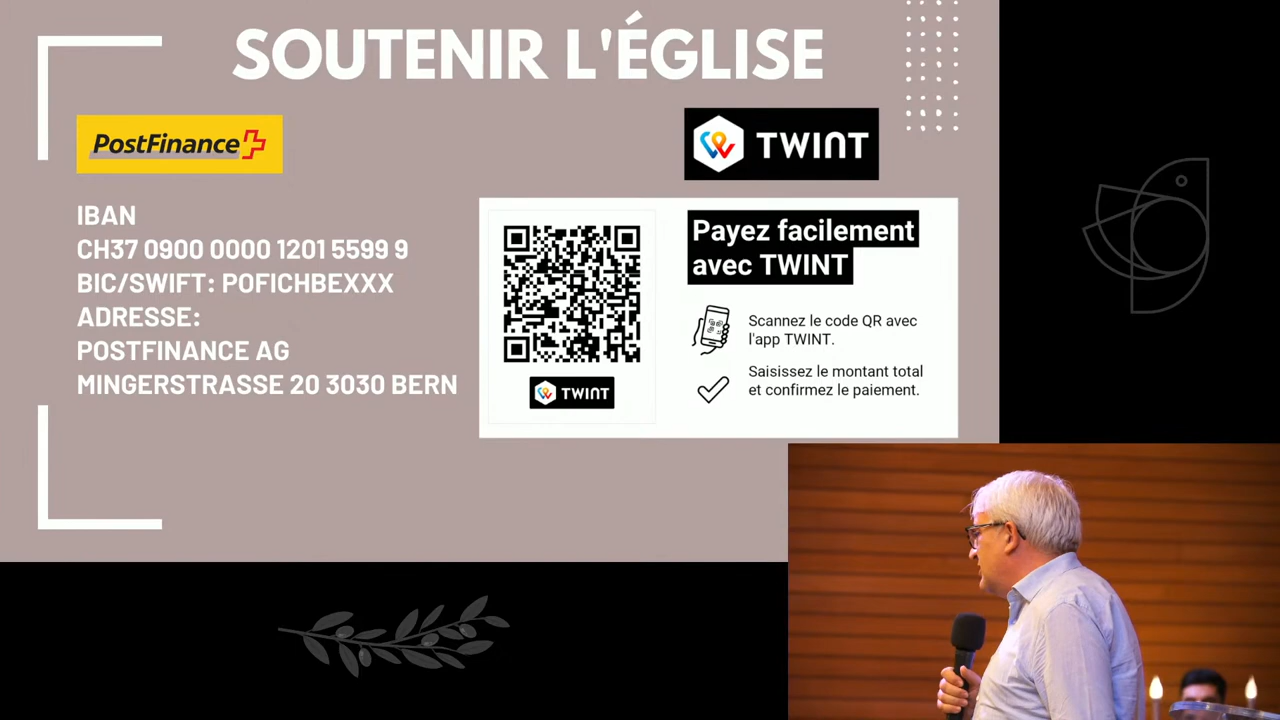 SOUTENIR L'ÉGLISE
PostFinance
TWINT
IBAN
CH37 0900 0000 1201 5599 9
BIC/SWIFT: POFICHBEXXX
ADRESSE:
POSTFINANCE AG
MINGERSTRASSE 20 3030 BERN
TWINT
Payez facilement
avec TWINT
Scannez le code QR avec
l'app TWINT.
Saisissez le montant total
et confirmez le paiement.